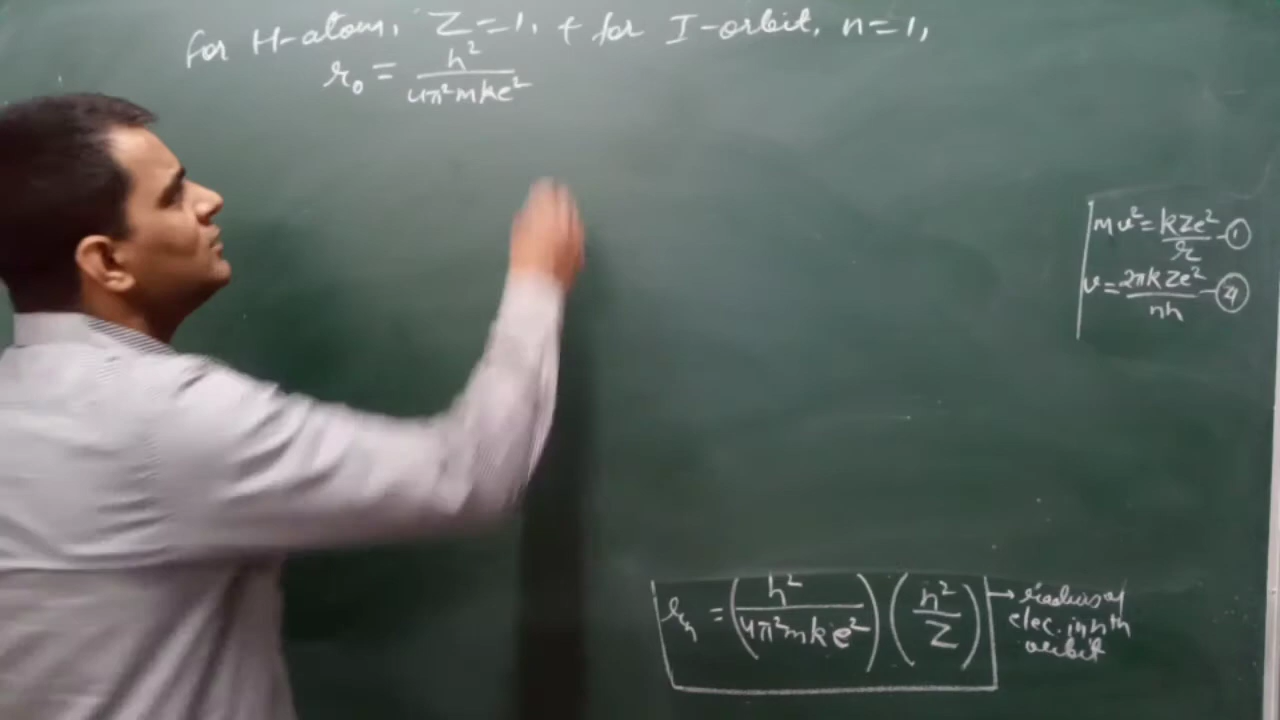 for H-atom, Z=1, + for I-orbit, n=1,
r₀ = h²/4π²mke²
mv² = kZe²/r -①
v = 2πkZe²/nh -④
rₙ = (h²/4π²mke²) (n²/Z) → radius of
elec. in nth
orbit